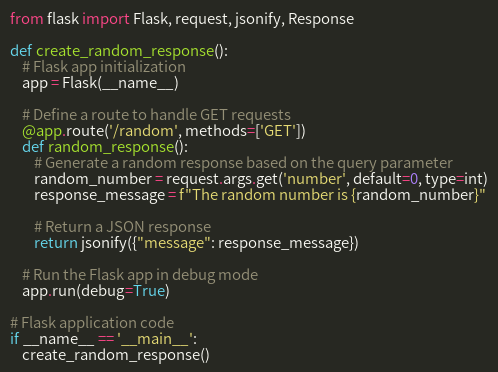 from flask import Flask, request, jsonify, Response

def create_random_response():
    # Flask app initialization
    app = Flask(__name__)

    # Define a route to handle GET requests
    @app.route('/random', methods=['GET'])
    def random_response():
        # Generate a random response based on the query parameter
        random_number = request.args.get('number', default=0, type=int)
        response_message = f"The random number is {random_number}"

        # Return a JSON response
        return jsonify({"message": response_message})

    # Run the Flask app in debug mode
    app.run(debug=True)

# Flask application code
if __name__ == '__main__':
    create_random_response()